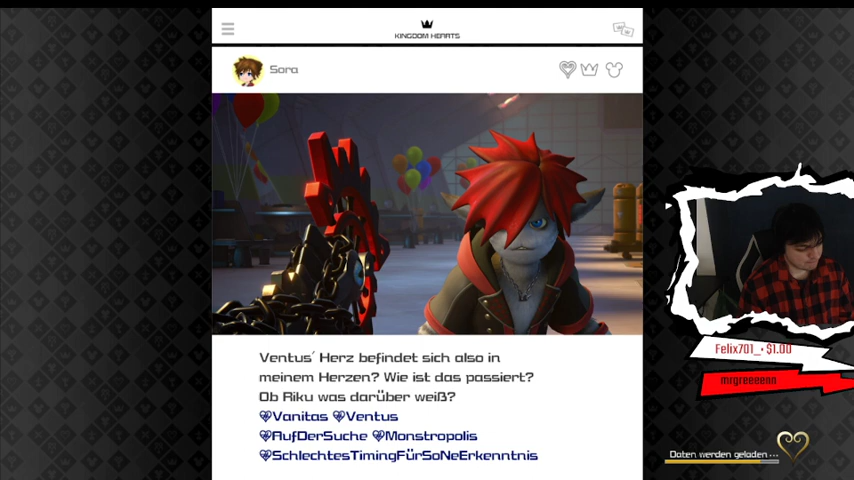 KINGDOM HEARTS
Sora
Ventus' Herz befindet sich also in
meinem Herzen? Wie ist das passiert?
Ob Riku was darüber weiß?
Vanitas Ventus
AufDerSuche Monstropolis
SchlechtesTimingFürSoNeErkenntnis
Felix701_ • $1.00
mrgreeeenn
Daten werden geladen...